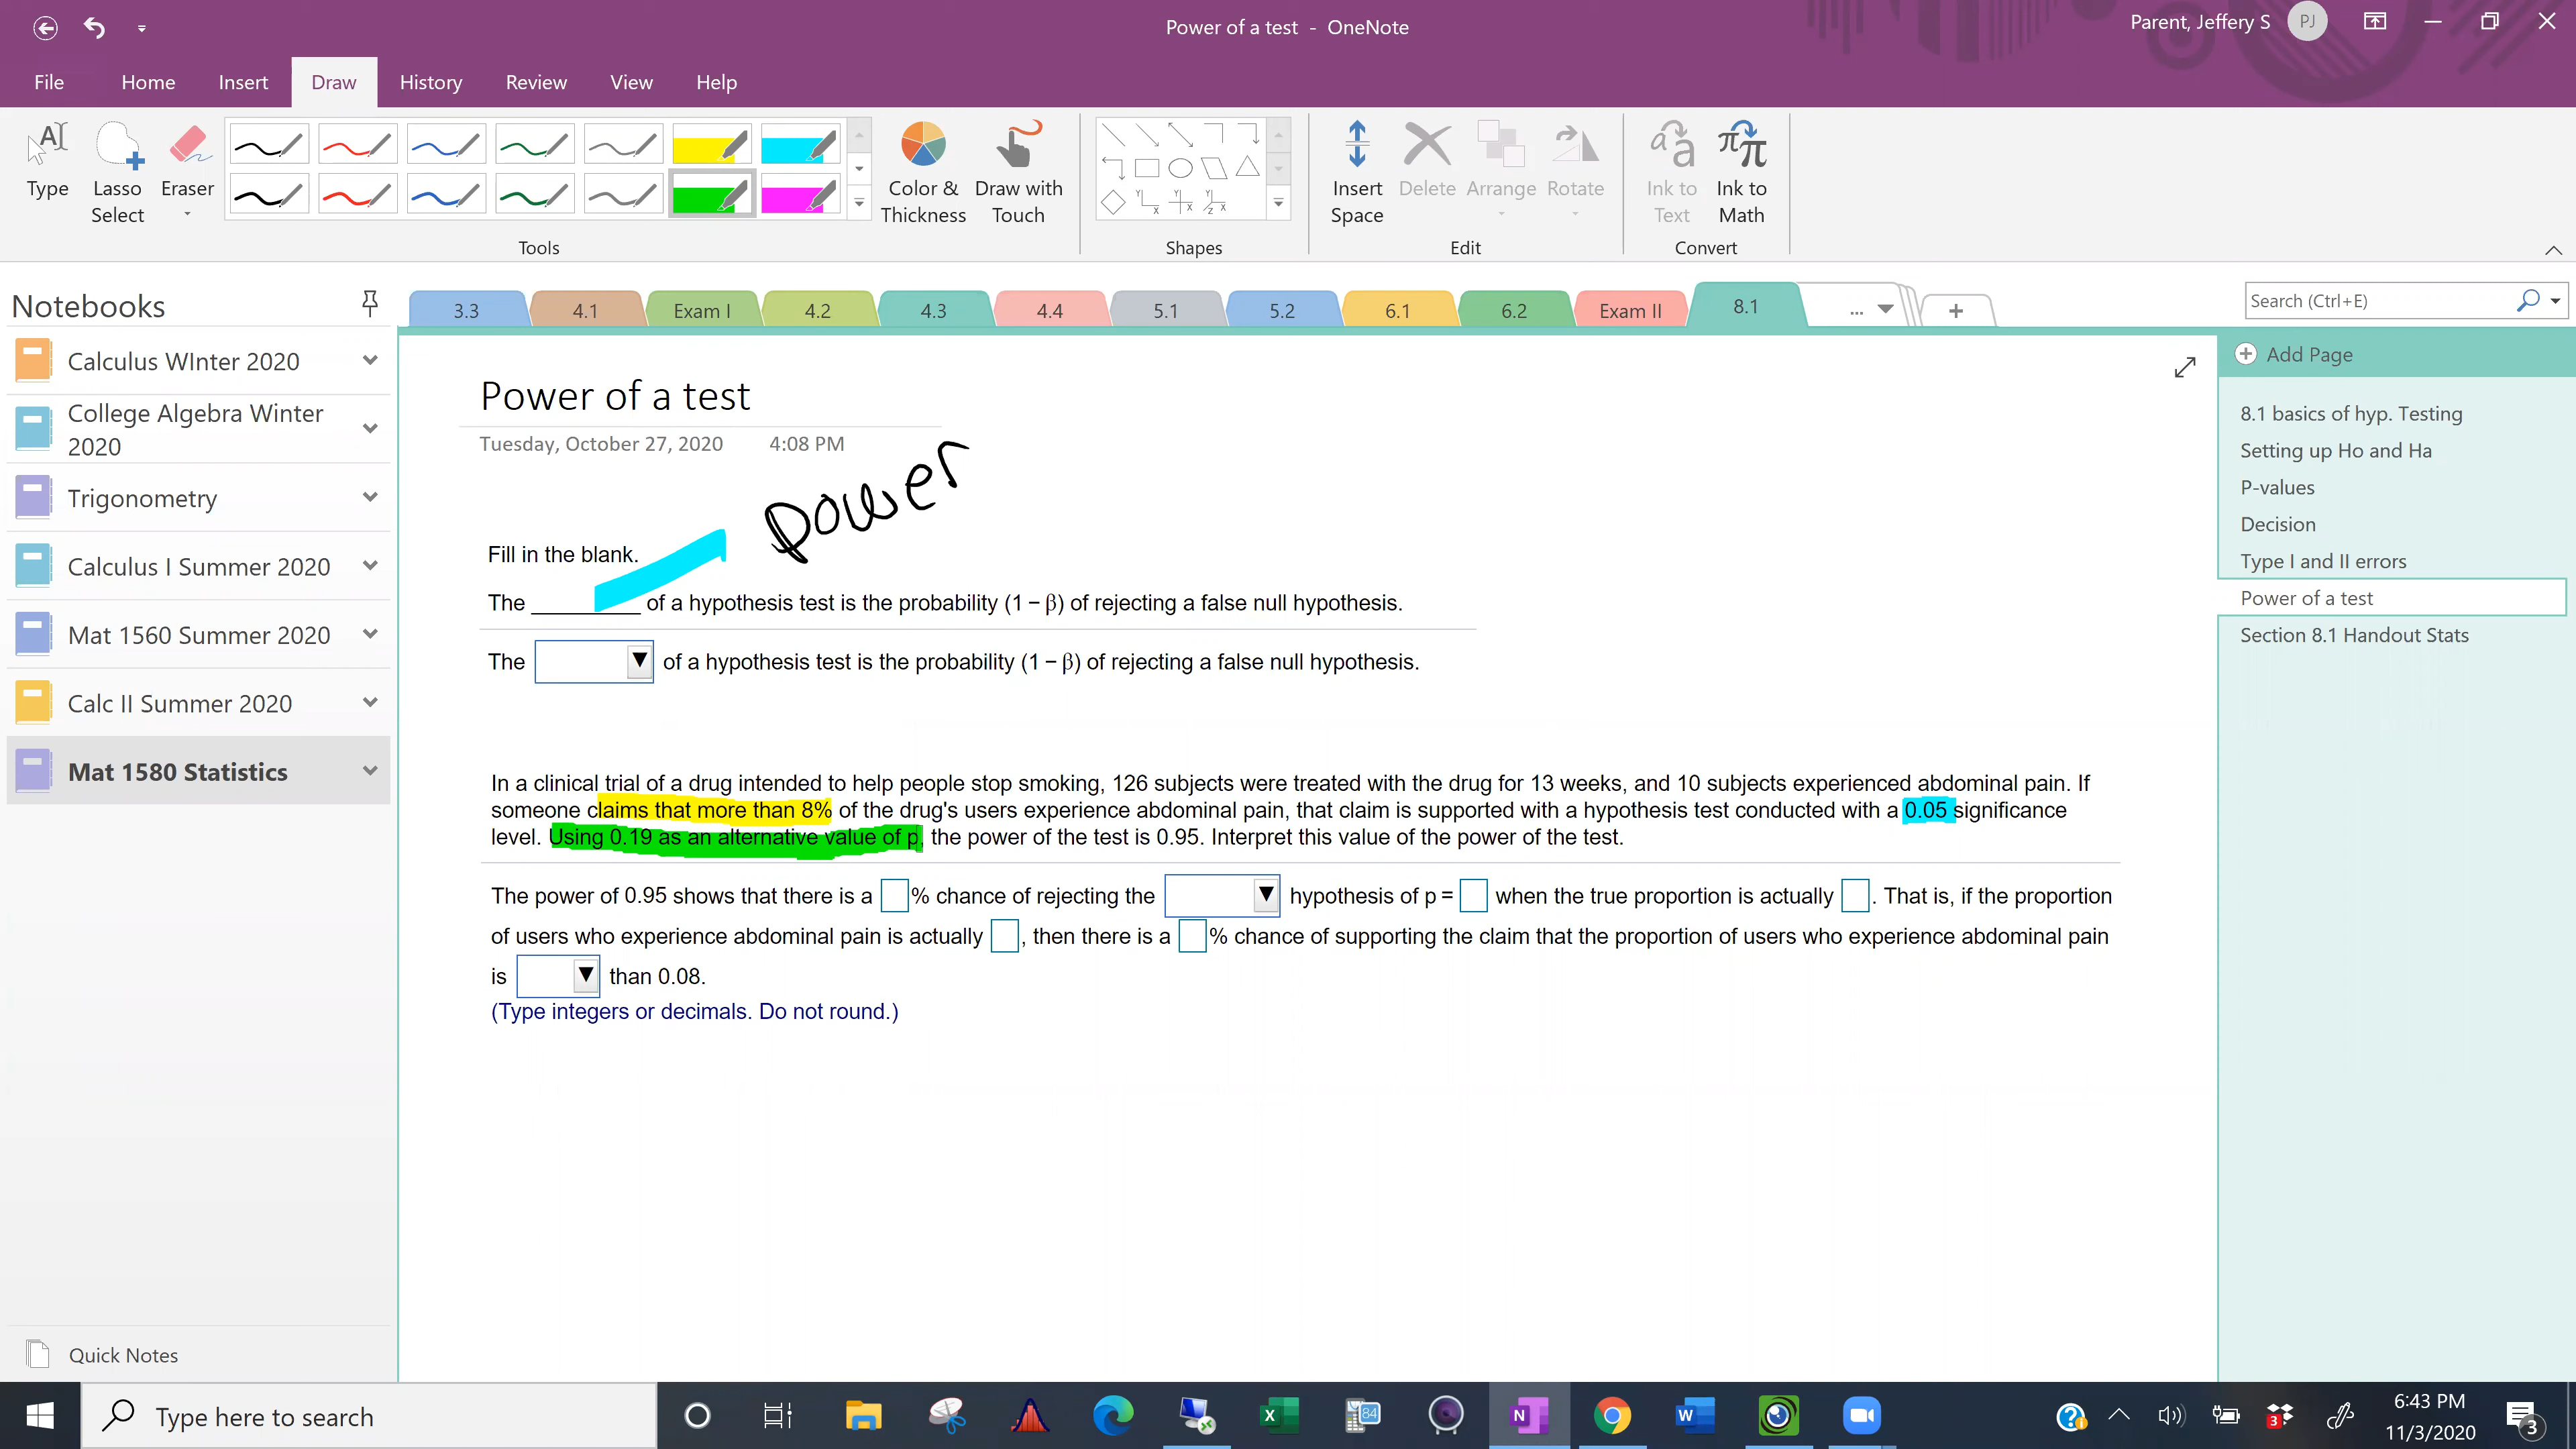 Power of a test - OneNote
Parent, Jeffery S PJ
File Home Insert Draw History Review View Help
Type
Lasso Select
Eraser
Color & Thickness
Draw with Touch
Insert Space
Delete
Arrange
Rotate
Ink to Text
Ink to Math
Tools
Shapes
Edit
Convert
Notebooks
3.3 4.1 Exam I 4.2 4.3 4.4 5.1 5.2 6.1 6.2 Exam II 8.1 ... +
Search (Ctrl+E)
Calculus WInter 2020
College Algebra Winter
2020
Trigonometry
Calculus I Summer 2020
Mat 1560 Summer 2020
Calc II Summer 2020
Mat 1580 Statistics
Quick Notes
Power of a test
Tuesday, October 27, 2020 4:08 PM
power
Fill in the blank.
The _________ of a hypothesis test is the probability (1 − β) of rejecting a false null hypothesis.
The ▼ of a hypothesis test is the probability (1 − β) of rejecting a false null hypothesis.
In a clinical trial of a drug intended to help people stop smoking, 126 subjects were treated with the drug for 13 weeks, and 10 subjects experienced abdominal pain. If
someone claims that more than 8% of the drug's users experience abdominal pain, that claim is supported with a hypothesis test conducted with a 0.05 significance
level. Using 0.19 as an alternative value of p, the power of the test is 0.95. Interpret this value of the power of the test.
The power of 0.95 shows that there is a % chance of rejecting the ▼ hypothesis of p = when the true proportion is actually . That is, if the proportion
of users who experience abdominal pain is actually , then there is a % chance of supporting the claim that the proportion of users who experience abdominal pain
is ▼ than 0.08.
(Type integers or decimals. Do not round.)
Add Page
8.1 basics of hyp. Testing
Setting up Ho and Ha
P-values
Decision
Type I and II errors
Power of a test
Section 8.1 Handout Stats
Type here to search
84
6:43 PM
11/3/2020
3
3